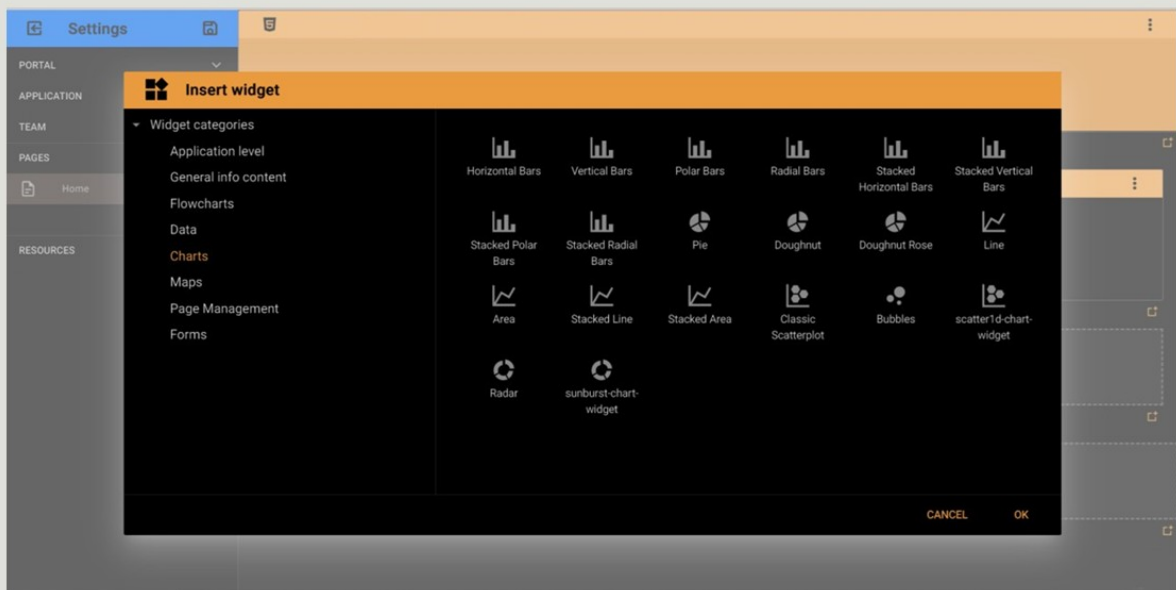 Settings
PORTAL
APPLICATION
TEAM
PAGES
Home
RESOURCES
Insert widget
Widget categories
Application level
General info content
Flowcharts
Data
Charts
Maps
Page Management
Forms
Horizontal Bars
Vertical Bars
Polar Bars
Radial Bars
Stacked
Horizontal Bars
Stacked Vertical
Bars
Stacked Polar
Bars
Stacked Radial
Bars
Pie
Doughnut
Doughnut Rose
Line
Area
Stacked Line
Stacked Area
Classic
Scatterplot
Bubbles
scatter1d-chart-
widget
Radar
sunburst-chart-
widget
CANCEL
OK